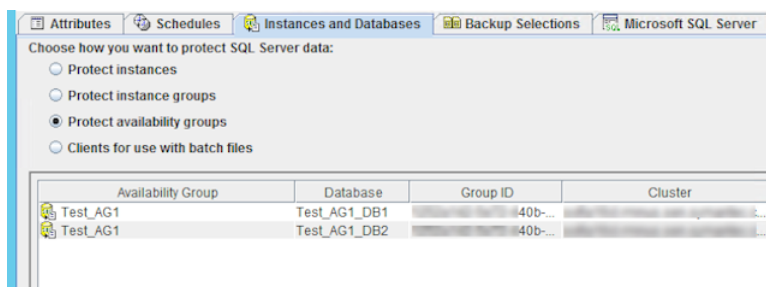 Attributes Schedules Instances and Databases Backup Selections Microsoft SQL Server
Choose how you want to protect SQL Server data:
Protect instances
Protect instance groups
Protect availability groups
Clients for use with batch files
Availability Group Database Group ID Cluster
Test_AG1 Test_AG1_DB1 40b-...
Test_AG1 Test_AG1_DB2 40b-...